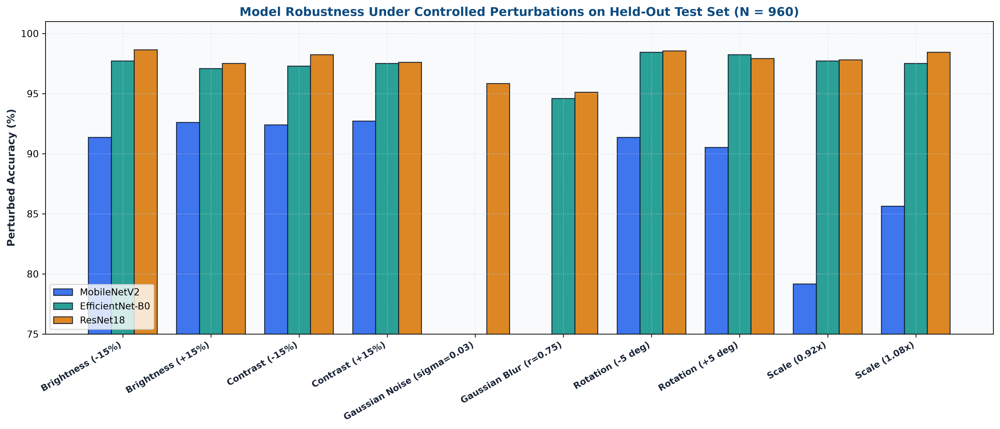 Model Robustness Under Controlled Perturbations on Held-Out Test Set (N = 960)
Perturbed Accuracy (%)
100
95
90
85
80
75
MobileNetV2
EfficientNet-B0
ResNet18
Brightness (-15%)
Brightness (+15%)
Contrast (-15%)
Contrast (+15%)
Gaussian Noise (sigma=0.03)
Gaussian Blur (r=0.75)
Rotation (-5 deg)
Rotation (+5 deg)
Scale (0.92x)
Scale (1.08x)